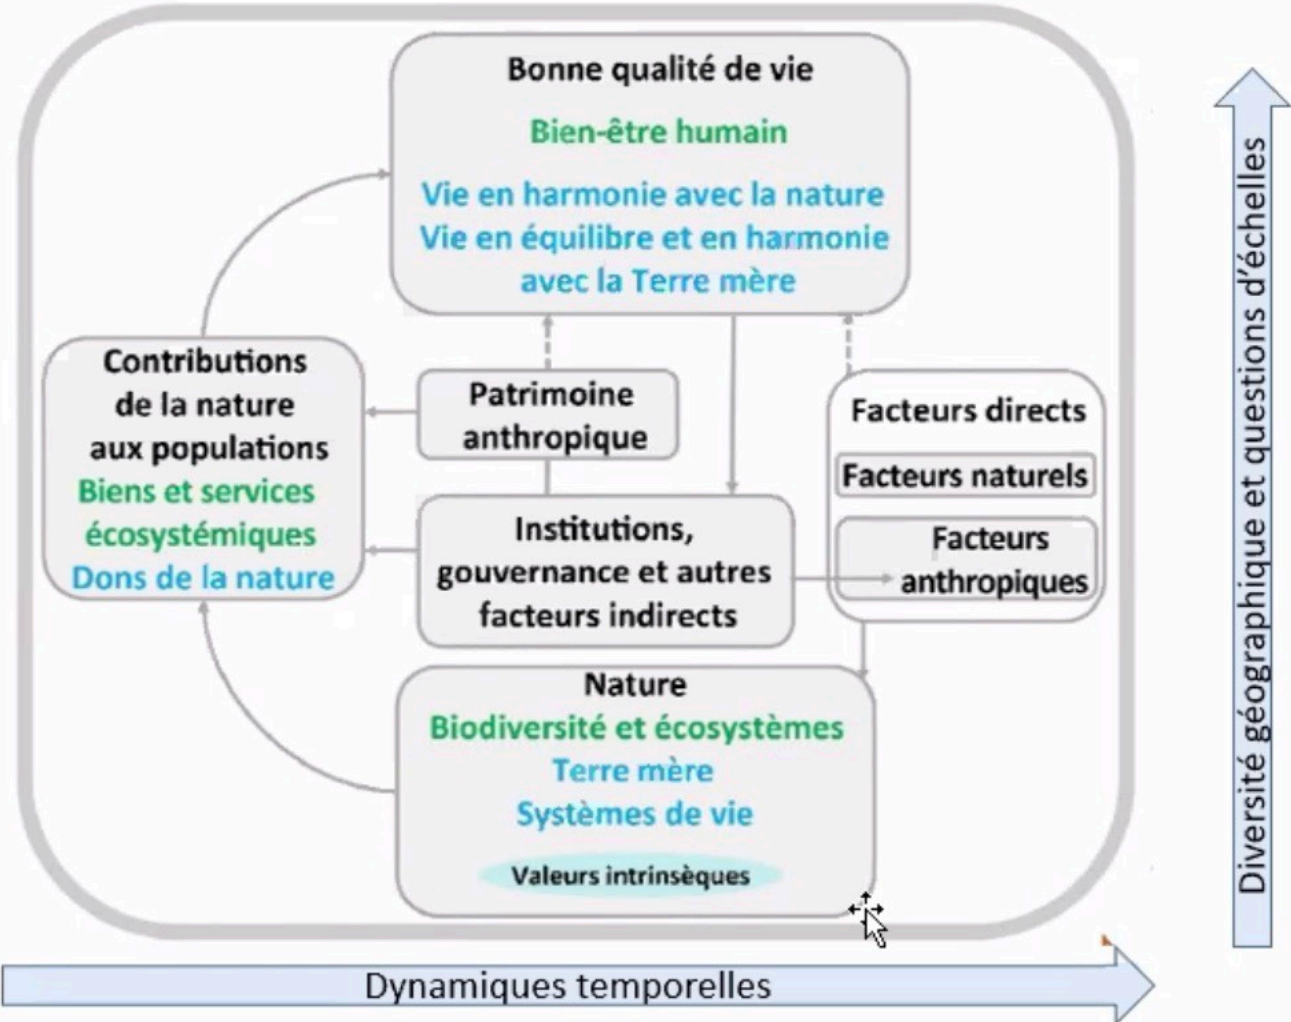 Bonne qualité de vie
Bien-être humain
Vie en harmonie avec la nature
Vie en équilibre et en harmonie
avec la Terre mère
Contributions
de la nature
aux populations
Biens et services
écosystémiques
Dons de la nature
Patrimoine
anthropique
Institutions,
gouvernance et autres
facteurs indirects
Facteurs directs
Facteurs naturels
Facteurs
anthropiques
Nature
Biodiversité et écosystèmes
Terre mère
Systèmes de vie
Valeurs intrinsèques
Diversité géographique et questions d'échelles
Dynamiques temporelles